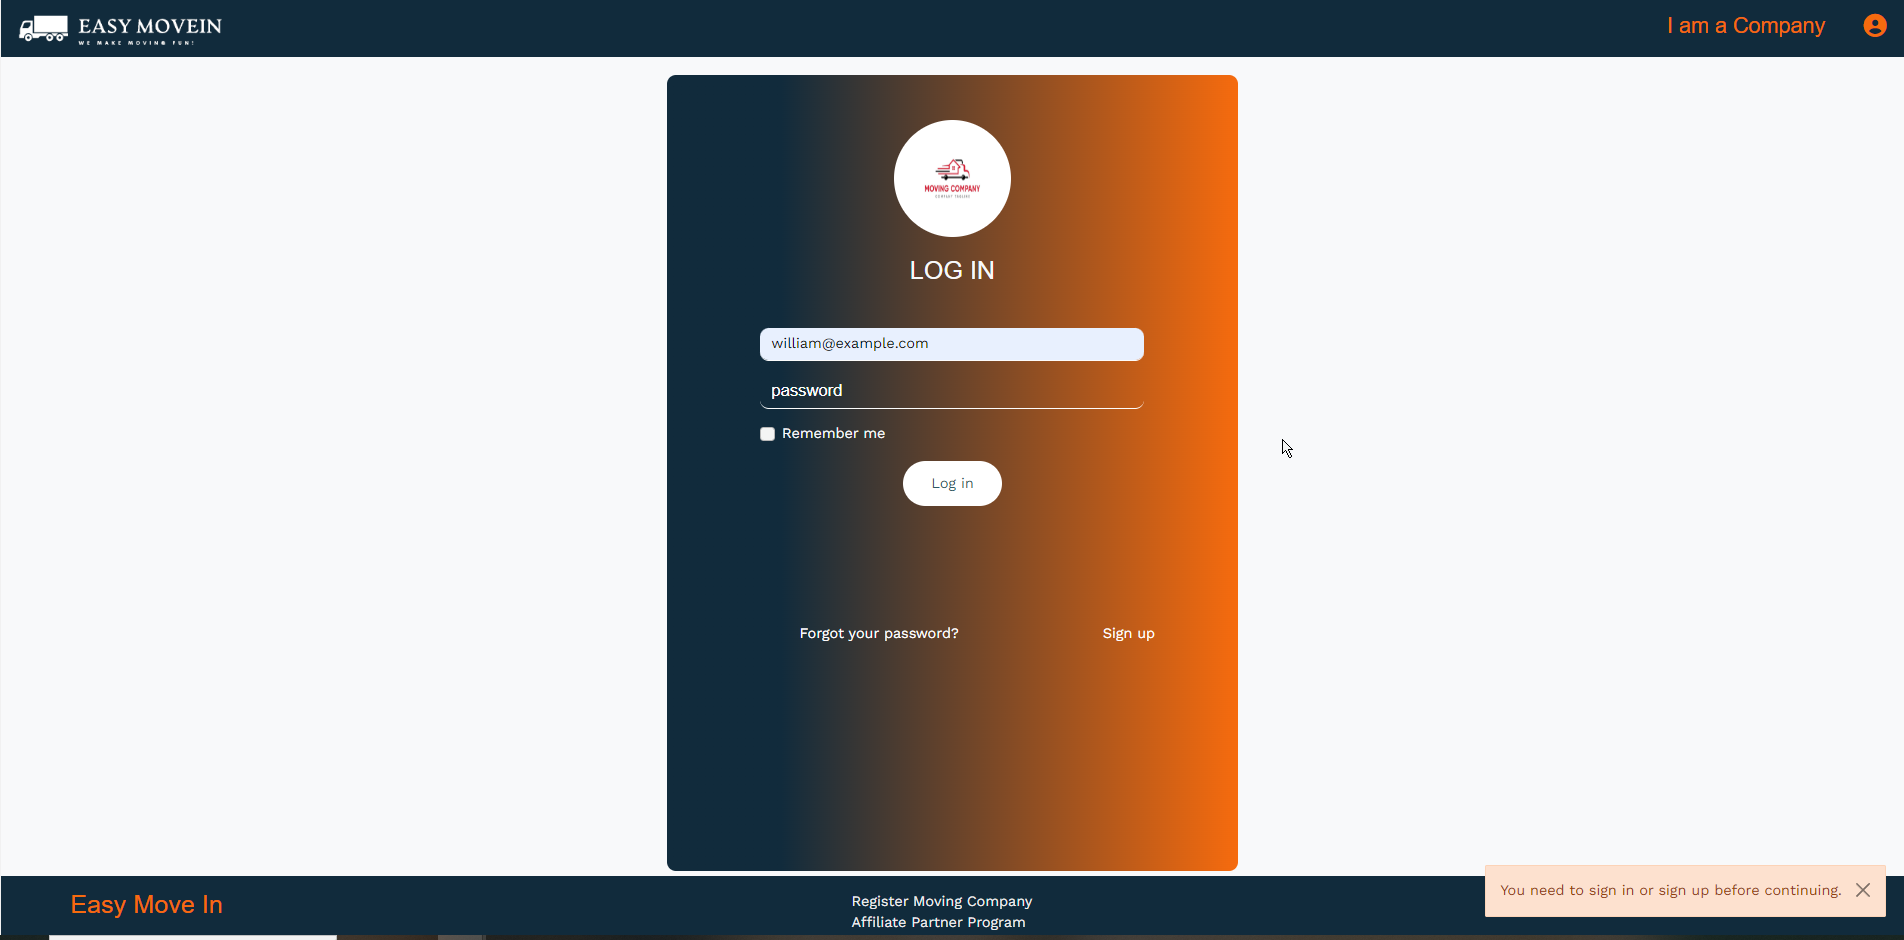 EASY MOVEIN
WE MAKE MOVING FUN!
I am a Company
MOVING COMPANY
LOG IN
william@example.com
password
Remember me
Log in
Forgot your password?
Sign up
You need to sign in or sign up before continuing.
Easy Move In
Register Moving Company
Affiliate Partner Program